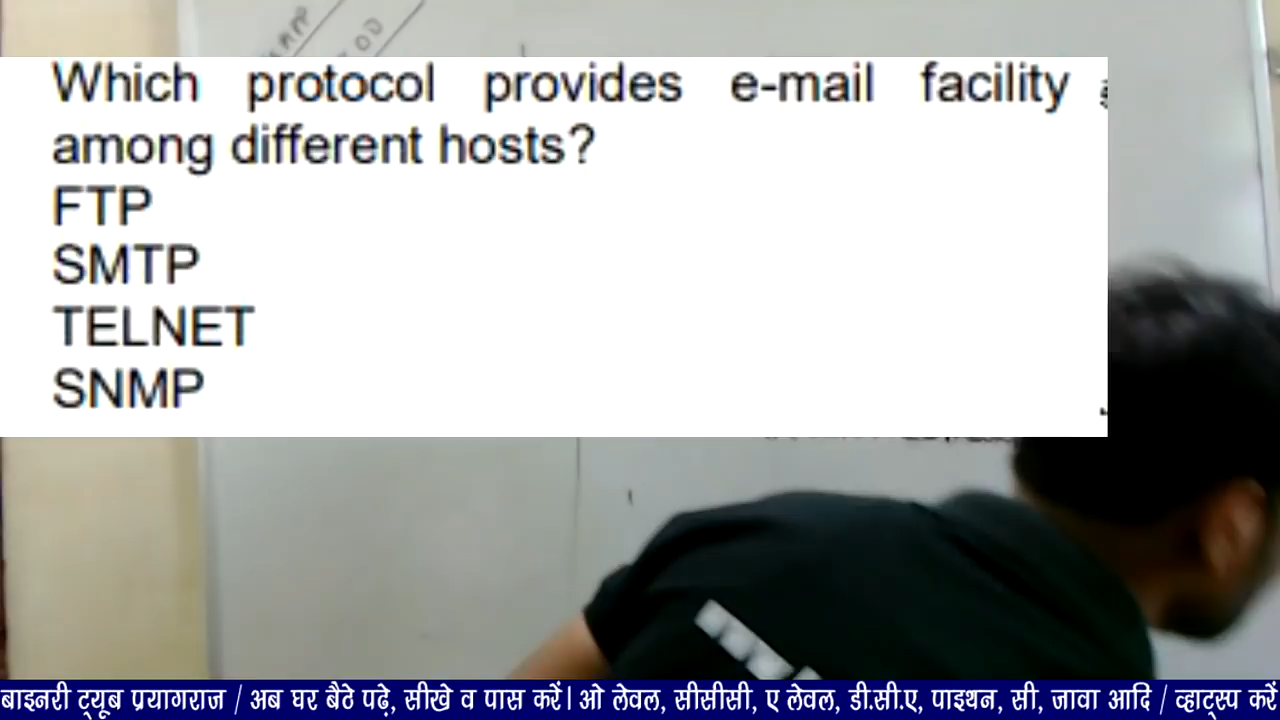 Which protocol provides e-mail facility
among different hosts?
FTP
SMTP
TELNET
SNMP
बाइनरी ट्यूब प्रयागराज / अब घर बैठे पढ़े, सीखे व पास करें। ओ लेवल, सीसीसी, ए लेवल, डी.सी.ए, पाइथन, सी, जावा आदि / व्हाट्स्प करें